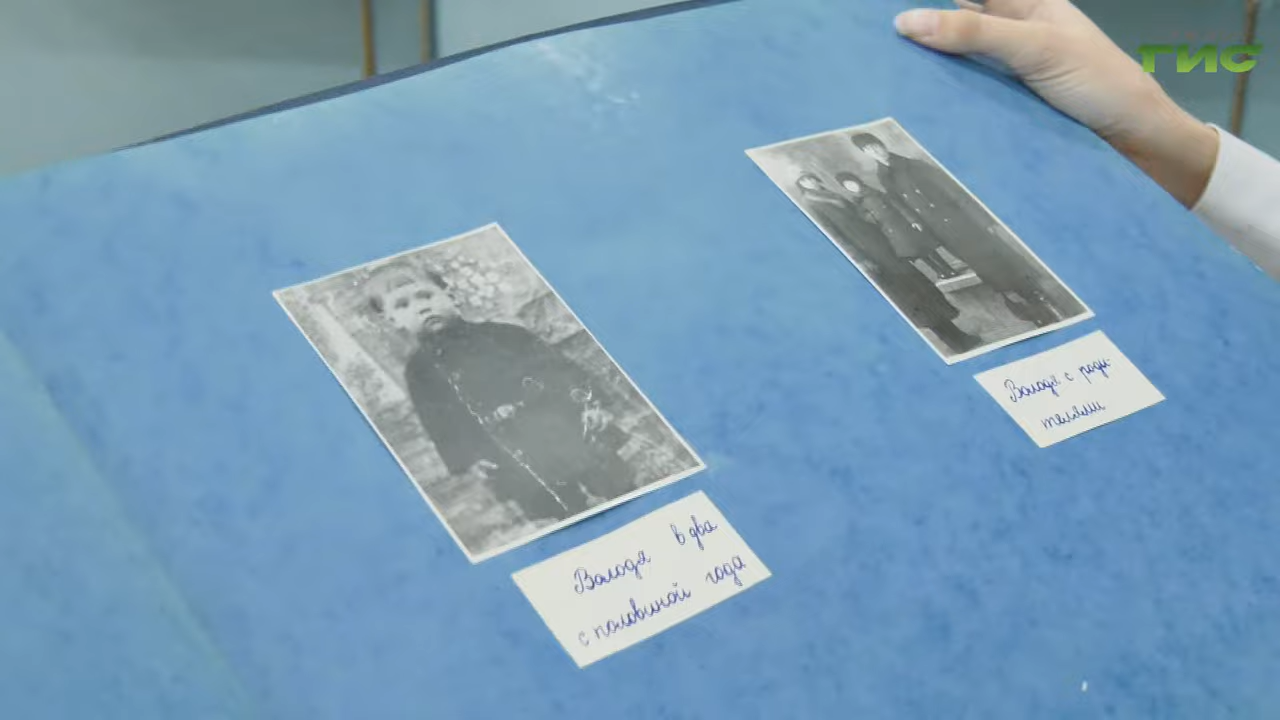 ГИС
Володя с роди-
телями
Володя в два
с половиной года